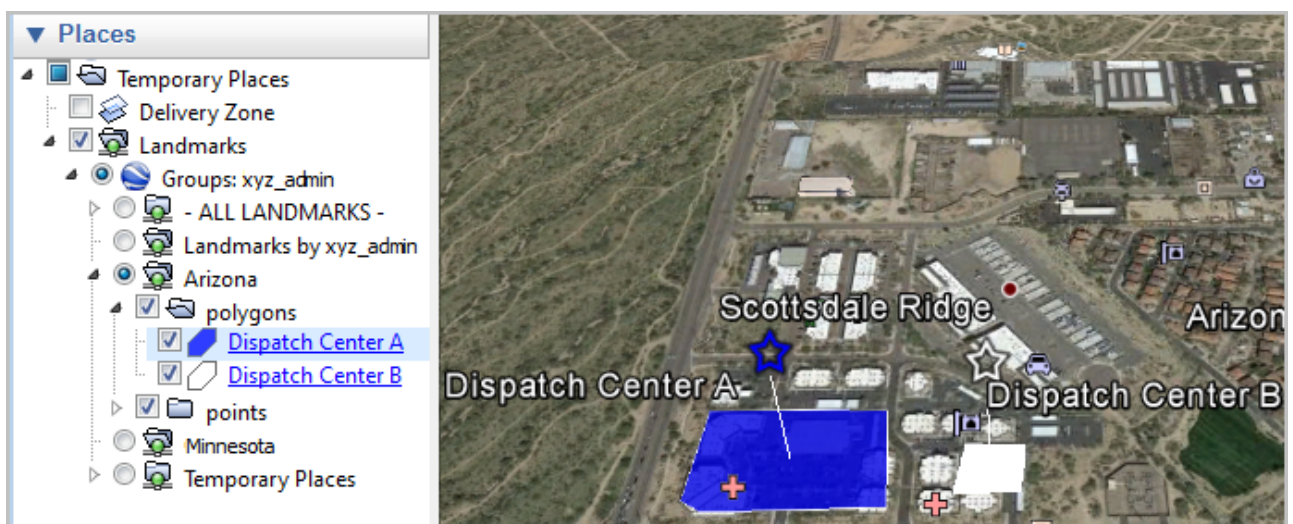 Places
Temporary Places
Delivery Zone
Landmarks
Groups: xyz_admin
- ALL LANDMARKS -
Landmarks by xyz_admin
Arizona
polygons
Dispatch Center A
Dispatch Center B
points
Minnesota
Temporary Places
Scottsdale Ridge
Arizon
Dispatch Center A
Dispatch Center B